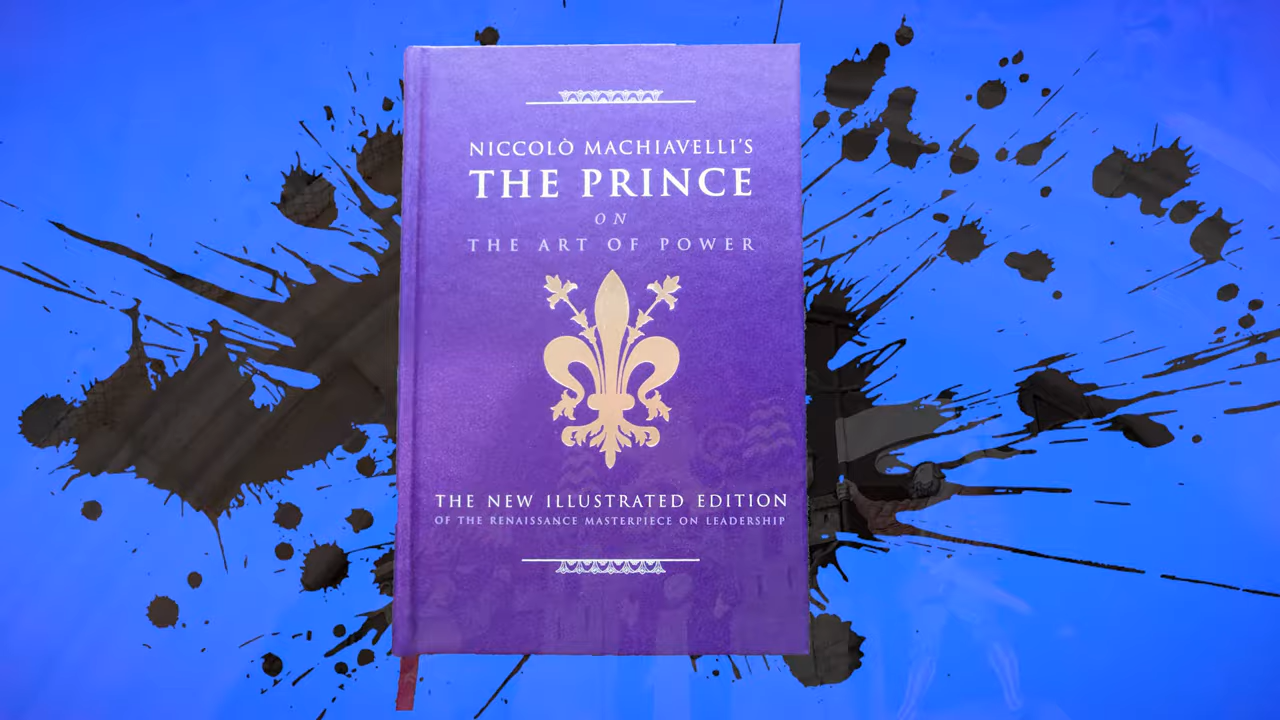 NICCOLÒ MACHIAVELLI'S
THE PRINCE
ON
THE ART OF POWER
THE NEW ILLUSTRATED EDITION
OF THE RENAISSANCE MASTERPIECE ON LEADERSHIP